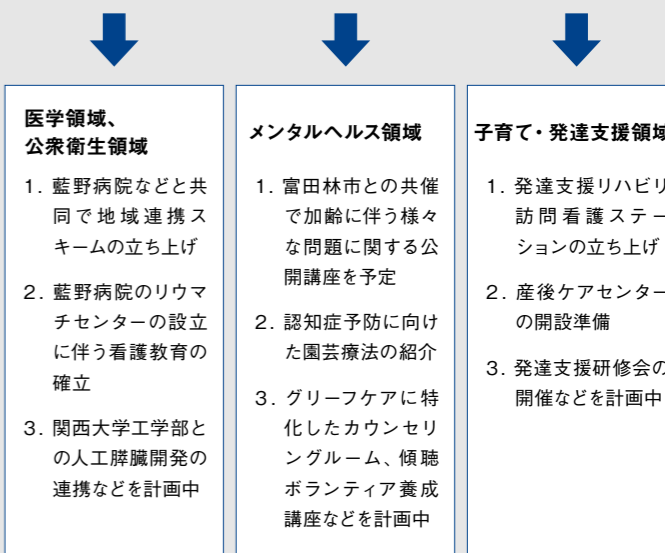 医学領域、
公衆衛生領域
1. 藍野病院などと共
同で地域連携ス
キームの立ち上げ
2. 藍野病院のリウマ
チセンターの設立
に伴う看護教育の
確立
3. 関西大学工学部と
の人工膵臓開発の
連携などを計画中
メンタルヘルス領域
1. 富田林市との共催
で加齢に伴う様々
な問題に関する公
開講座を予定
2. 認知症予防に向け
た園芸療法の紹介
3. グリーフケアに特
化したカウンセリ
ングルーム、傾聴
ボランティア養成
講座などを計画中
子育て・発達支援領域
1. 発達支援リハビリ
訪問看護ステー
ションの立ち上げ
2. 産後ケアセンター
の開設準備
3. 発達支援研修会の
開催などを計画中